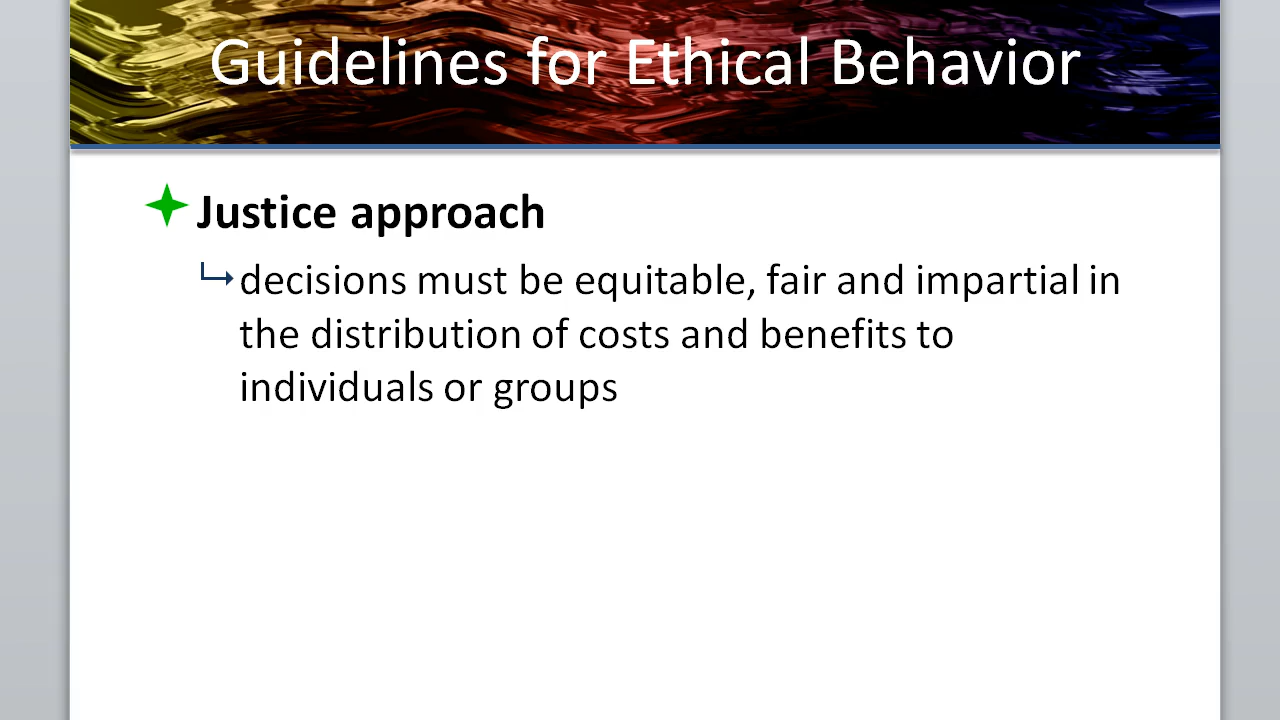 Guidelines for Ethical Behavior
Justice approach
decisions must be equitable, fair and impartial in
the distribution of costs and benefits to
individuals or groups